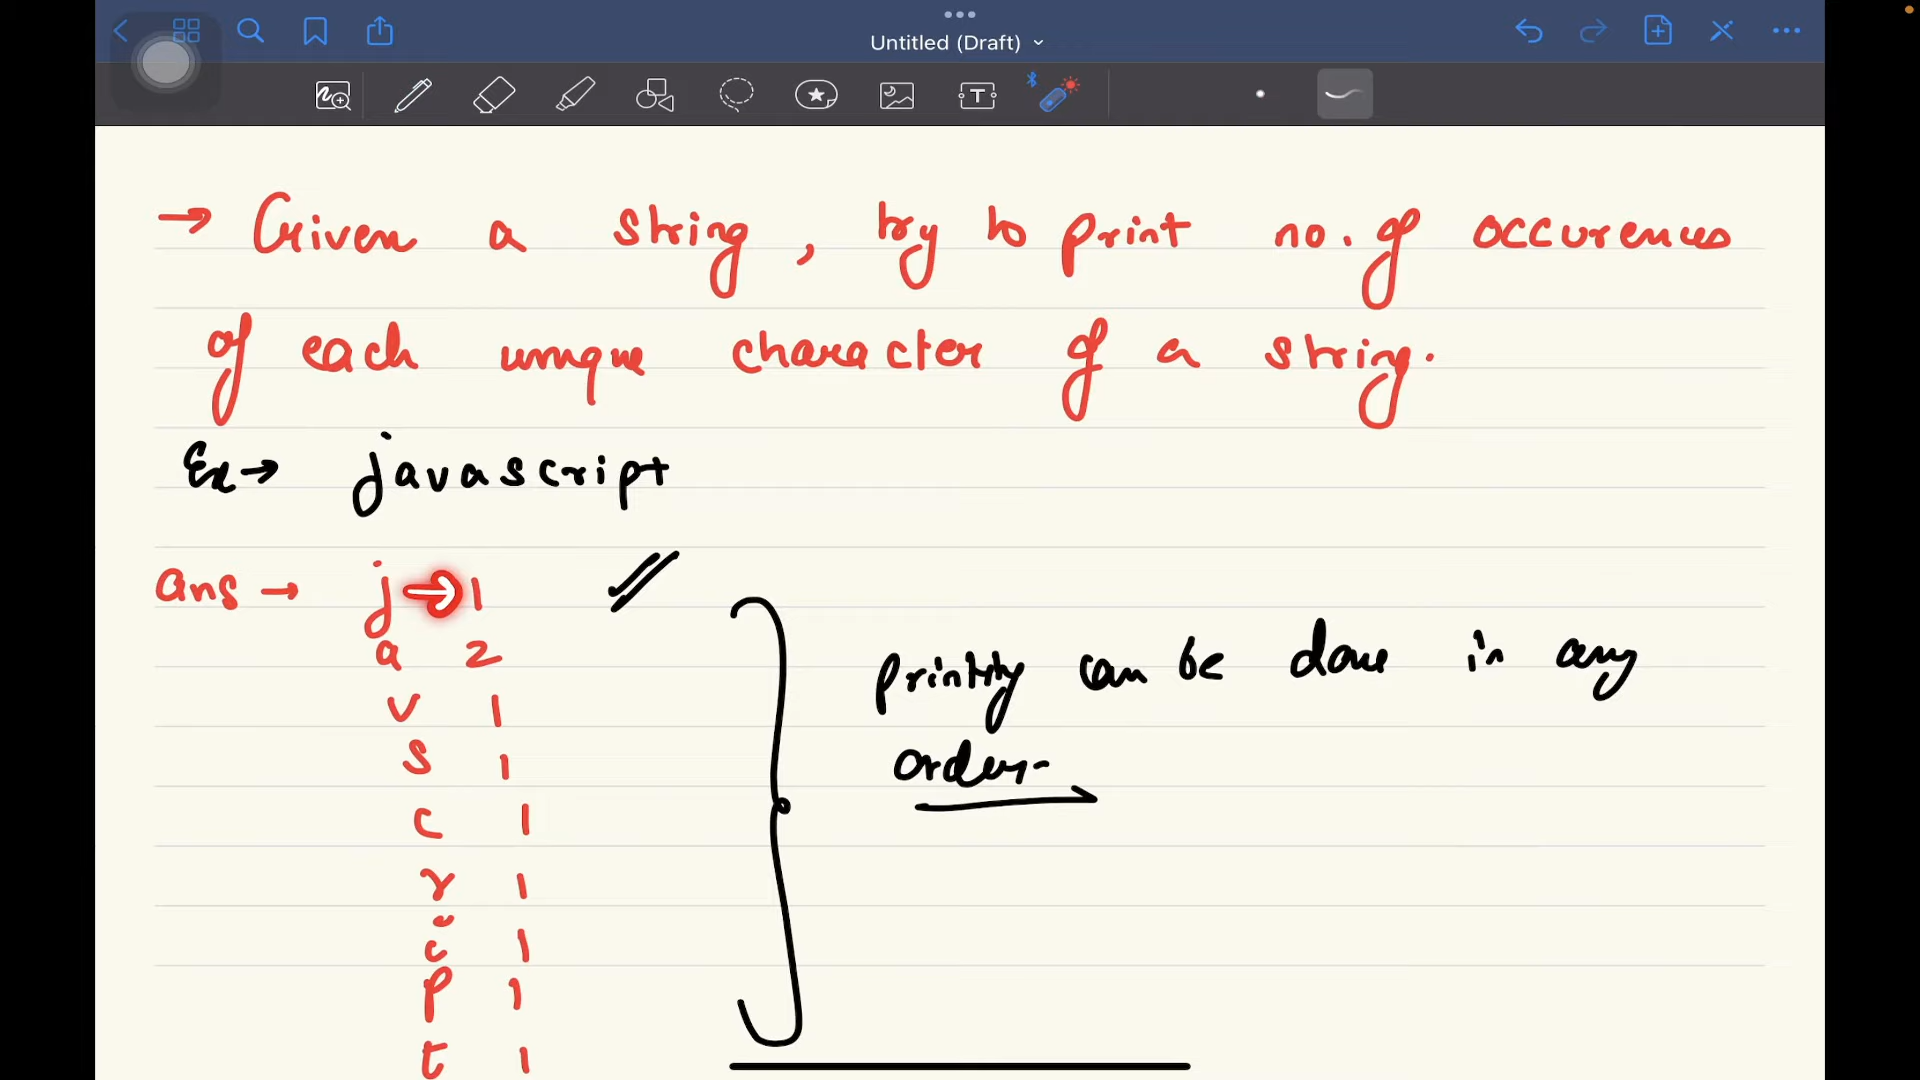 Untitled (Draft)
→ Given a string, try to print no. of occurences
of each unique character of a string.
Ex → javascript
ans → j → 1
a 2
v 1
s 1
c 1
r 1
i 1
p 1
t 1
printing can be done in any
order